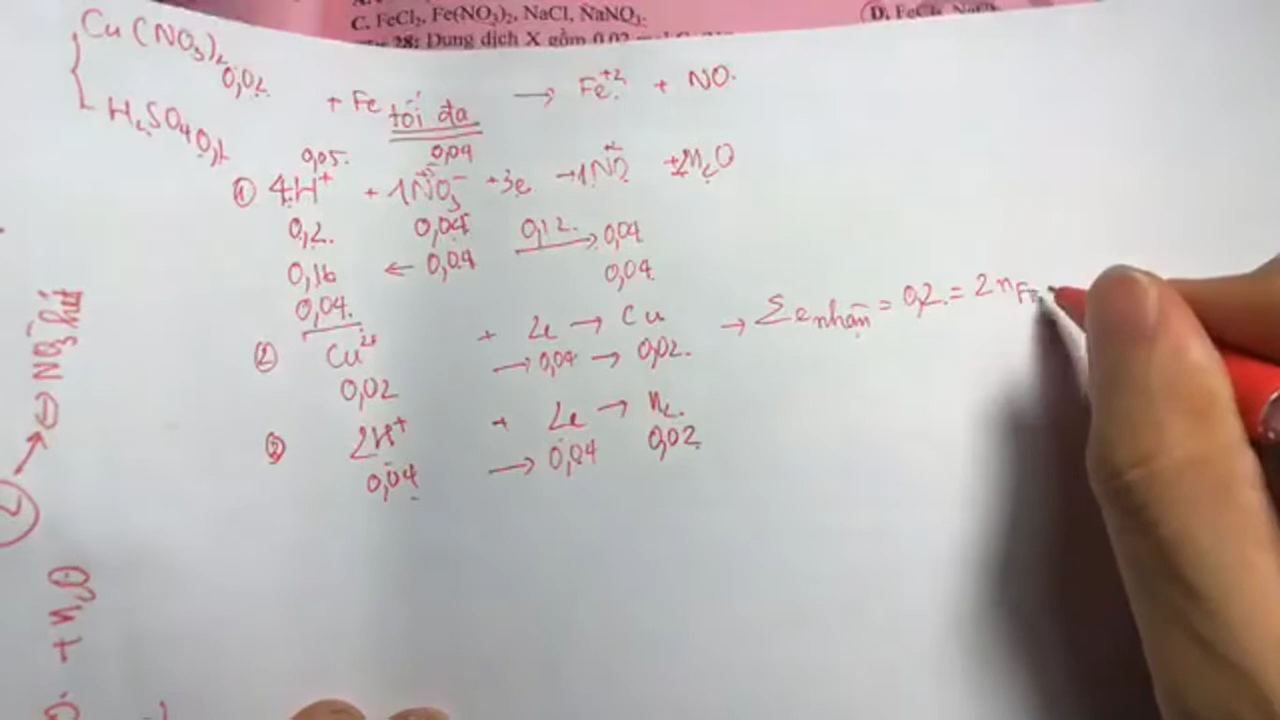 C. FeCl₂, Fe(NO₃)₂, NaCl, NaNO₃.
28: Dung dịch X gồm 0,02
Cu(NO₃)₂ 0,02
H₂SO₄ 0,1
+ Fe tối đa → Fe⁺² + NO.
0,05. 0,04
① 4H⁺ + 1NO₃⁻ +3e → 1NO +2H₂O
0,2. 0,04 0,12. → 0,04
0,16 ← 0,04 0,04
0,04.
② Cu²⁺ + 2e → Cu → Σe nhận = 0,2 = 2n
0,02 → 0,04 → 0,02.
③ 2H⁺ + 2e → H₂.
0,04 → 0,04 0,02
NO₃⁻ hết
+ H₂O